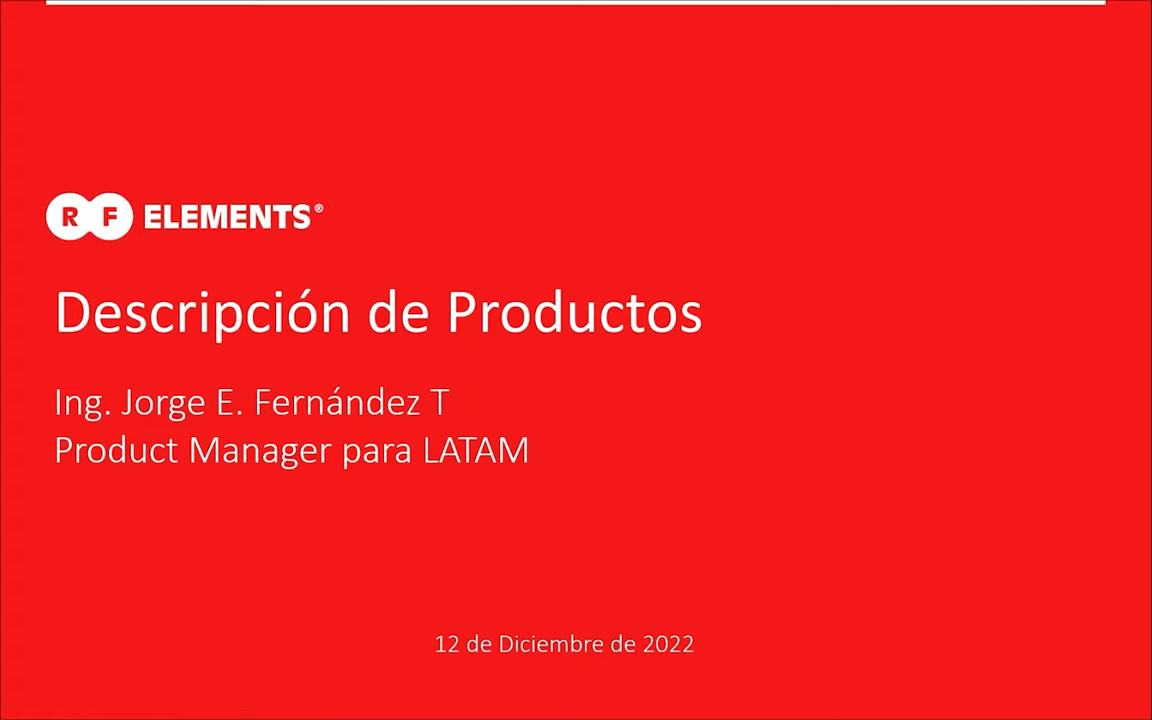 RF ELEMENTS®
Descripción de Productos
Ing. Jorge E. Fernández T
Product Manager para LATAM
12 de Diciembre de 2022